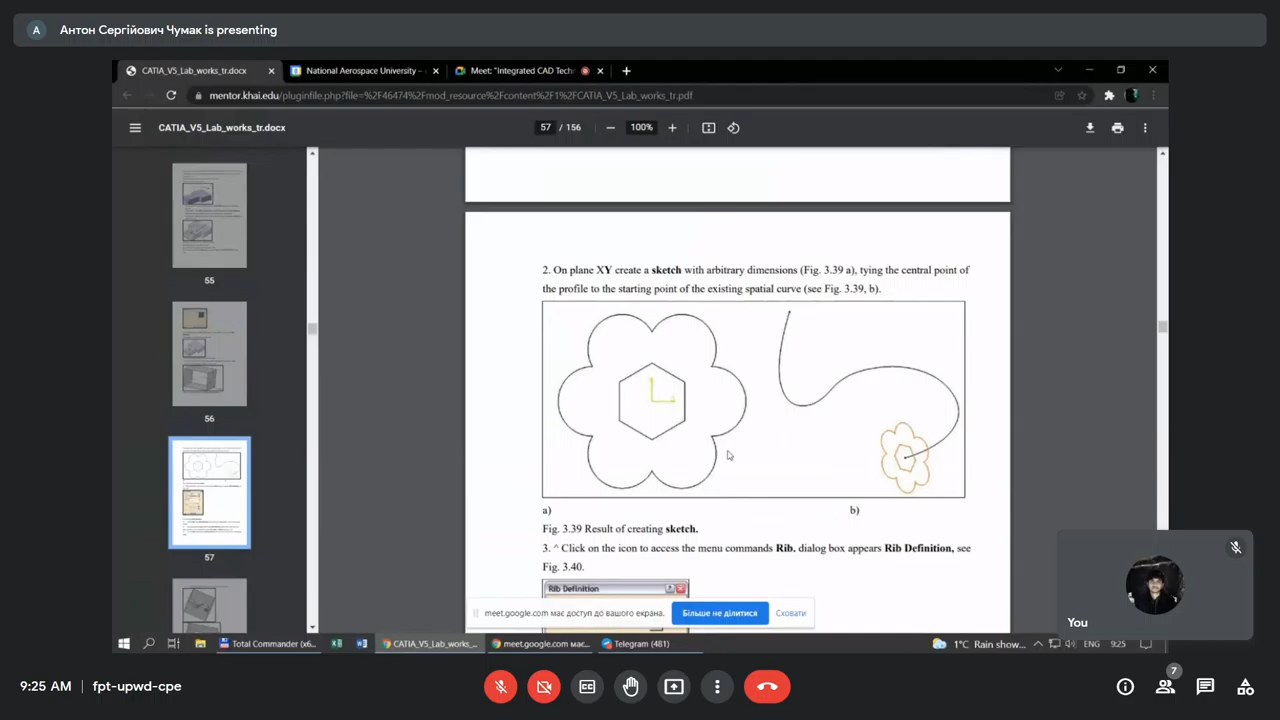 A Антон Сергійович Чумак is presenting
CATIA_V5_Lab_works_tr.docx
National Aerospace University –
Meet: "Integrated CAD Techn
mentor.khai.edu/pluginfile.php?file=%2F46474%2Fmod_resource%2Fcontent%2F1%2FCATIA_V5_Lab_works_tr.pdf
CATIA_V5_Lab_works_tr.docx
57 / 156
100%
55
56
57
2. On plane XY create a sketch with arbitrary dimensions (Fig. 3.39 a), tying the central point of
the profile to the starting point of the existing spatial curve (see Fig. 3.39, b).
a) b)
Fig. 3.39 Result of creating sketch.
3. ^ Click on the icon to access the menu commands Rib. dialog box appears Rib Definition, see
Fig. 3.40.
Rib Definition
meet.google.com має доступ до вашого екрана.
Більше не ділитися
Сховати
You
Total Commander (x6...
CATIA_V5_Lab_works_...
meet.google.com має...
Telegram (481)
1°C Rain show...
ENG
9:25
9:25 AM | fpt-upwd-cpe
7